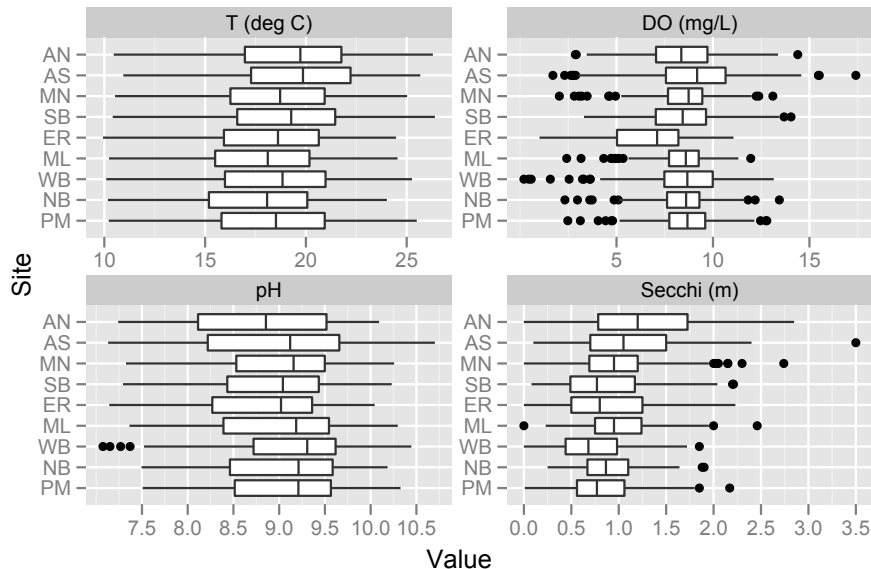 T (deg C) DO (mg/L)
AN AN
AS AS
MN MN
SB SB
ER ER
ML ML
WB WB
NB NB
PM PM
10 15 20 25 5 10 15
Site
pH Secchi (m)
AN AN
AS AS
MN MN
SB SB
ER ER
ML ML
WB WB
NB NB
PM PM
7.5 8.0 8.5 9.0 9.5 10.0 10.5 0.0 0.5 1.0 1.5 2.0 2.5 3.0 3.5
Value